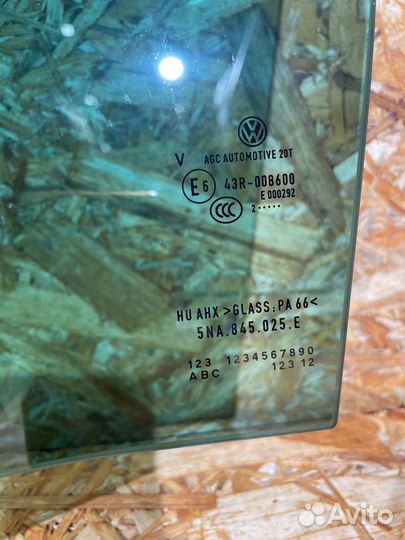 V AGC AUTOMOTIVE 20T
E6 43R-008600
E 000292
CCC 2·····
HU AHX >GLASS:PA 66<
5NA.845.025.E
123 1234567890
ABC 123 12
Avito